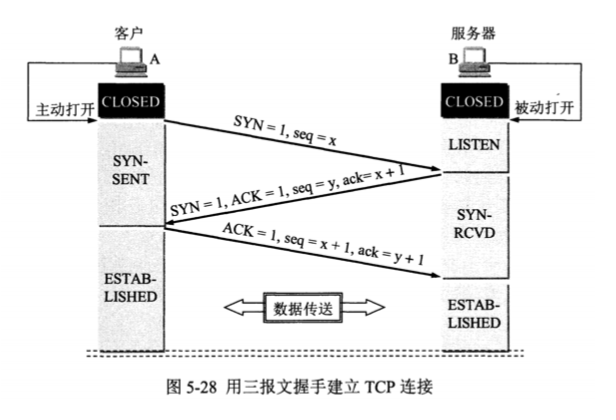 客户
服务器
A
B
CLOSED
CLOSED
主动打开
被动打开
SYN = 1, seq = x
LISTEN
SYN-
SENT
SYN = 1, ACK = 1, seq = y, ack= x + 1
SYN-
RCVD
ACK = 1, seq = x + 1, ack = y + 1
ESTAB-
LISHED
数据传送
ESTAB-
LISHED
图 5-28 用三报文握手建立 TCP 连接